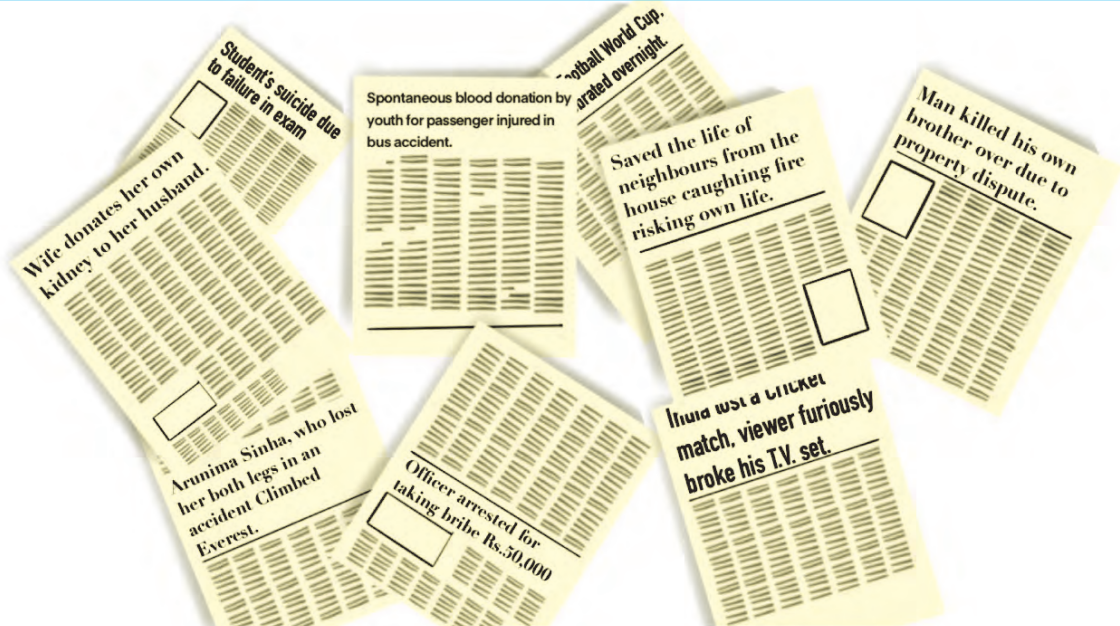 Student's suicide due
to failure in exam
Spontaneous blood donation by
youth for passenger injured in
bus accident.
World Cup,
overnight.
Saved the life of
neighbours from the
house caughting fire
risking own life.
Man killed his own
brother over due to
property dispute.
Wife donates her own
kidney to her husband.
Arunima Sinha, who lost
her both legs in an
accident Climbed
Everest.
Officer arrested for
taking bribe Rs.50,000
India lost a cricket
match, viewer furiously
broke his T.V. set.